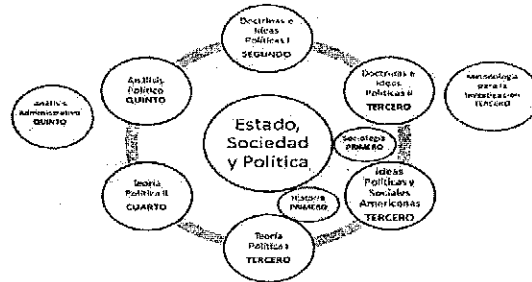 Doctrinas e
Ideas
Políticas I
SEGUNDO
Análisis
Político
QUINTO
Doctrinas e
Ideas
Políticas II
TERCERO
Metodología
para la
Investigación
TERCERO
Análisis
Administrativo
QUINTO
Estado,
Sociedad
y Política
Sociología
PRIMERO
Teoría
Política II
CUARTO
Historia
PRIMERO
Ideas
Políticas y
Sociales
Americanas
TERCERO
Teoría
Política I
TERCERO